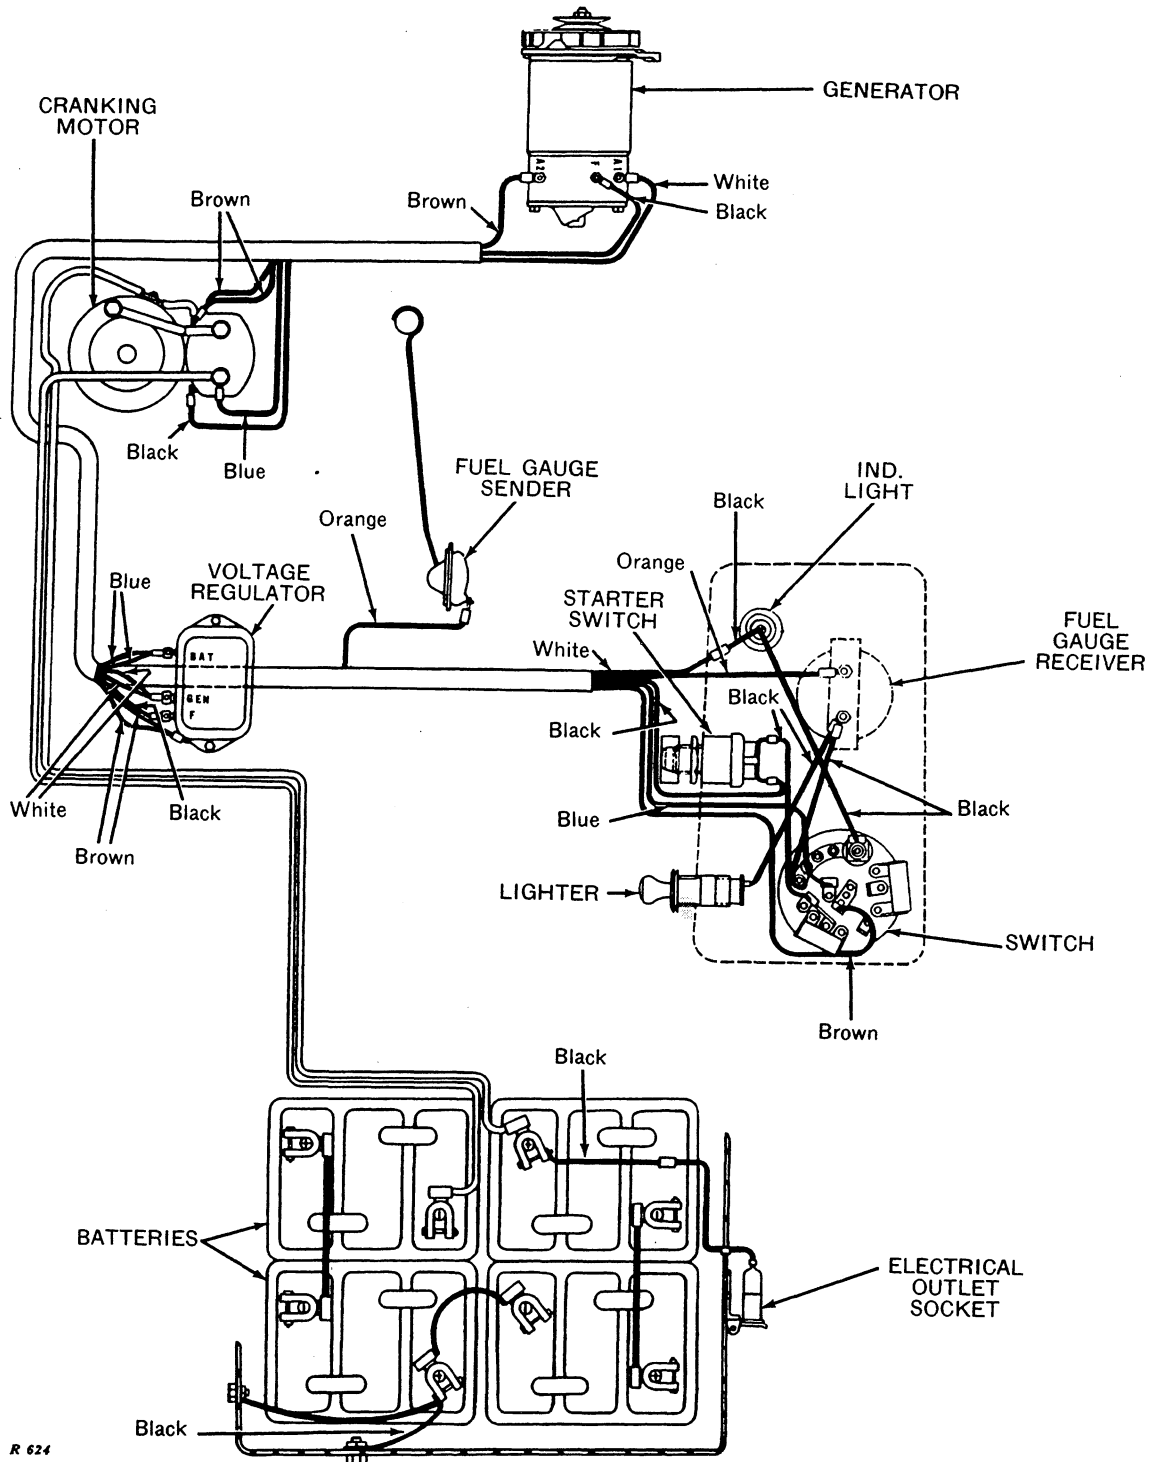 GENERATOR
CRANKING
MOTOR
A2
F
A1
White
Black
Brown
Brown
Black
Blue
FUEL GAUGE
SENDER
Orange
IND.
LIGHT
Black
Orange
STARTER
SWITCH
White
Blue
VOLTAGE
REGULATOR
BAT
GEN
F
FUEL
GAUGE
RECEIVER
Black
Black
White
Black
Brown
Blue
Black
LIGHTER
SWITCH
Brown
Black
BATTERIES
ELECTRICAL
OUTLET
SOCKET
Black
R 624